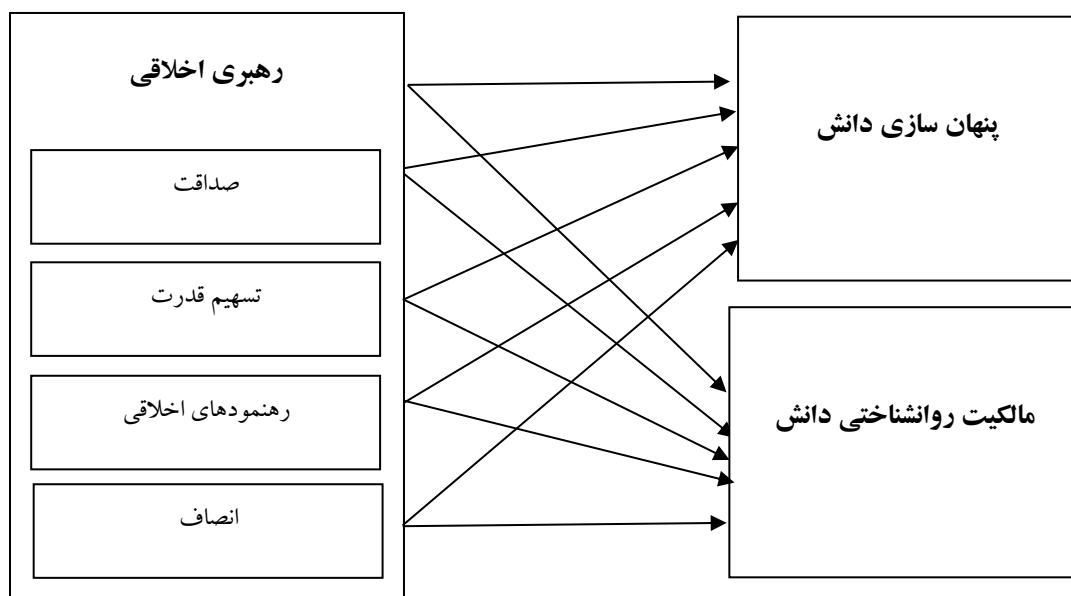 رهبری اخلاقی
صداقت
تسهیم قدرت
رهنمودهای اخلاقی
انصاف
پنهان سازی دانش
مالکیت روانشناختی دانش